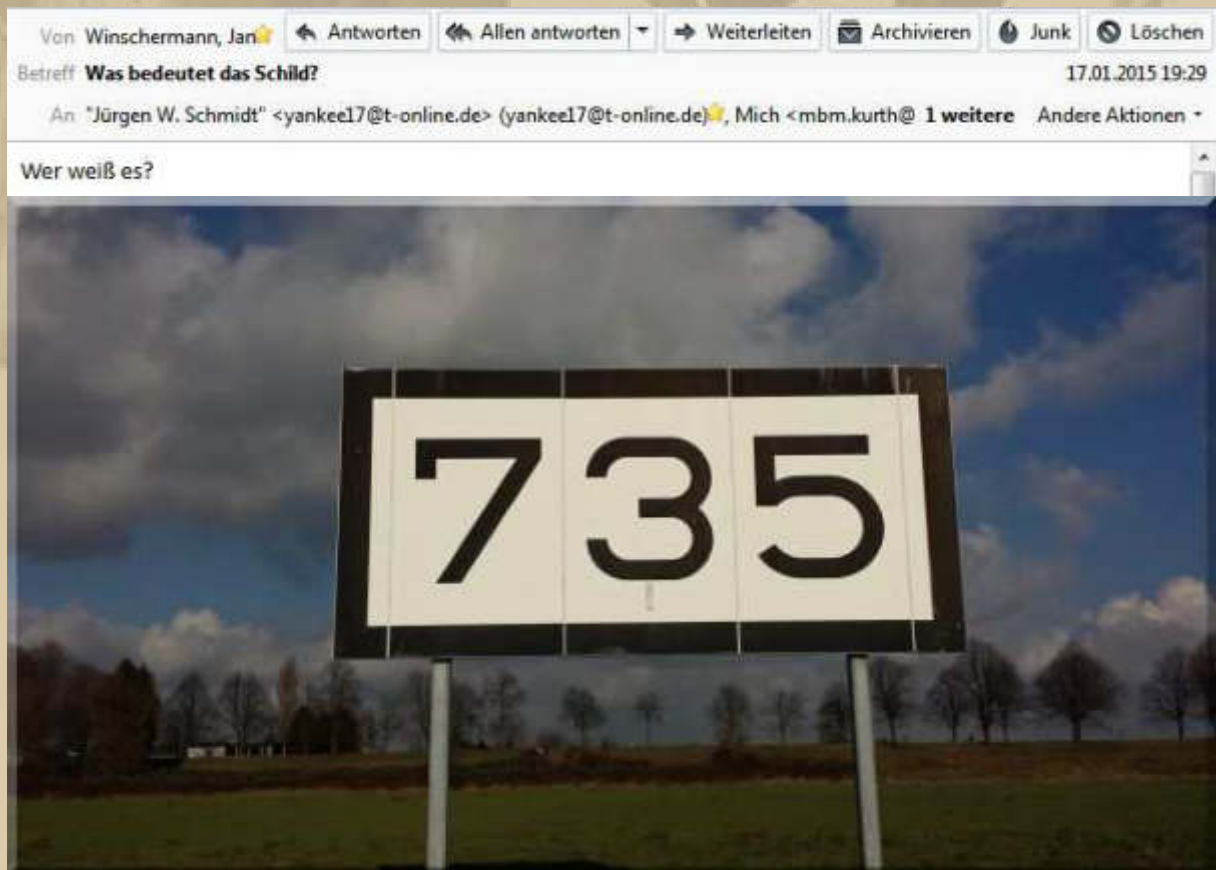 Von Winschermann, Jan Antworten Allen antworten Weiterleiten Archivieren Junk Löschen
Betreff Was bedeutet das Schild? 17.01.2015 19:29
An "Jürgen W. Schmidt" <yankee17@t-online.de> (yankee17@t-online.de), Mich <mbm.kurth@ 1 weitere Andere Aktionen
Wer weiß es?
735